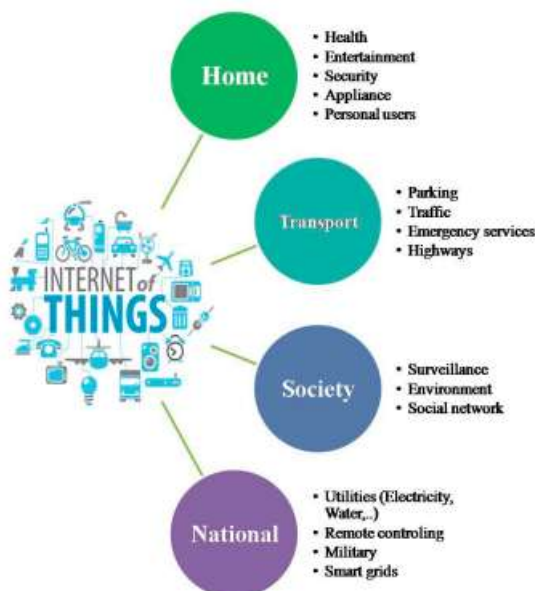 Home
• Health
• Entertainment
• Security
• Appliance
• Personal users
INTERNET of
THINGS
Transport
• Parking
• Traffic
• Emergency services
• Highways
Society
• Surveillance
• Environment
• Social network
National
• Utilities (Electricity,
Water,..)
• Remote controling
• Military
• Smart grids